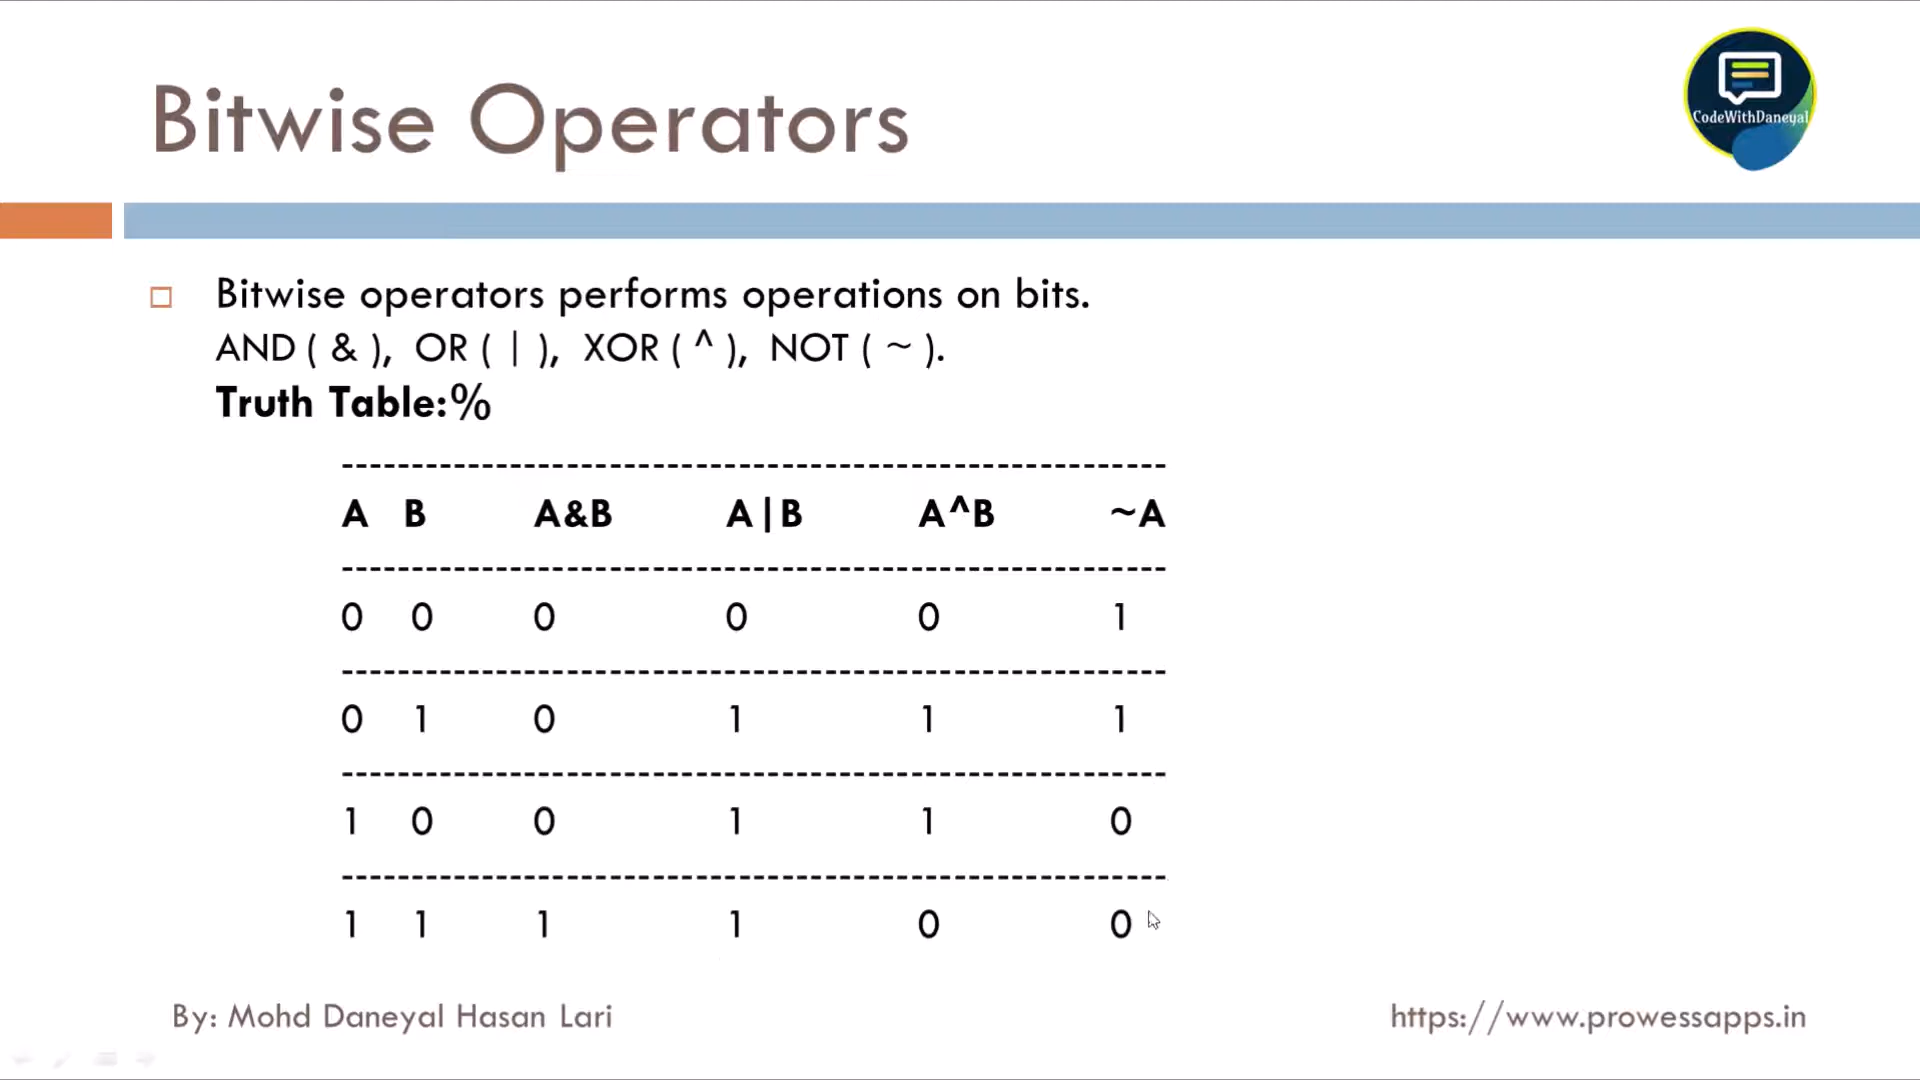 Bitwise Operators
CodeWithDaneyal
Bitwise operators performs operations on bits.
AND ( & ), OR ( | ), XOR ( ^ ), NOT ( ~ ).
Truth Table:%
----------------------------------------------------------
A B A&B A|B A^B ~A
----------------------------------------------------------
0 0 0 0 0 1
----------------------------------------------------------
0 1 0 1 1 1
----------------------------------------------------------
1 0 0 1 1 0
----------------------------------------------------------
1 1 1 1 0 0
By: Mohd Daneyal Hasan Lari
https://www.prowessapps.in